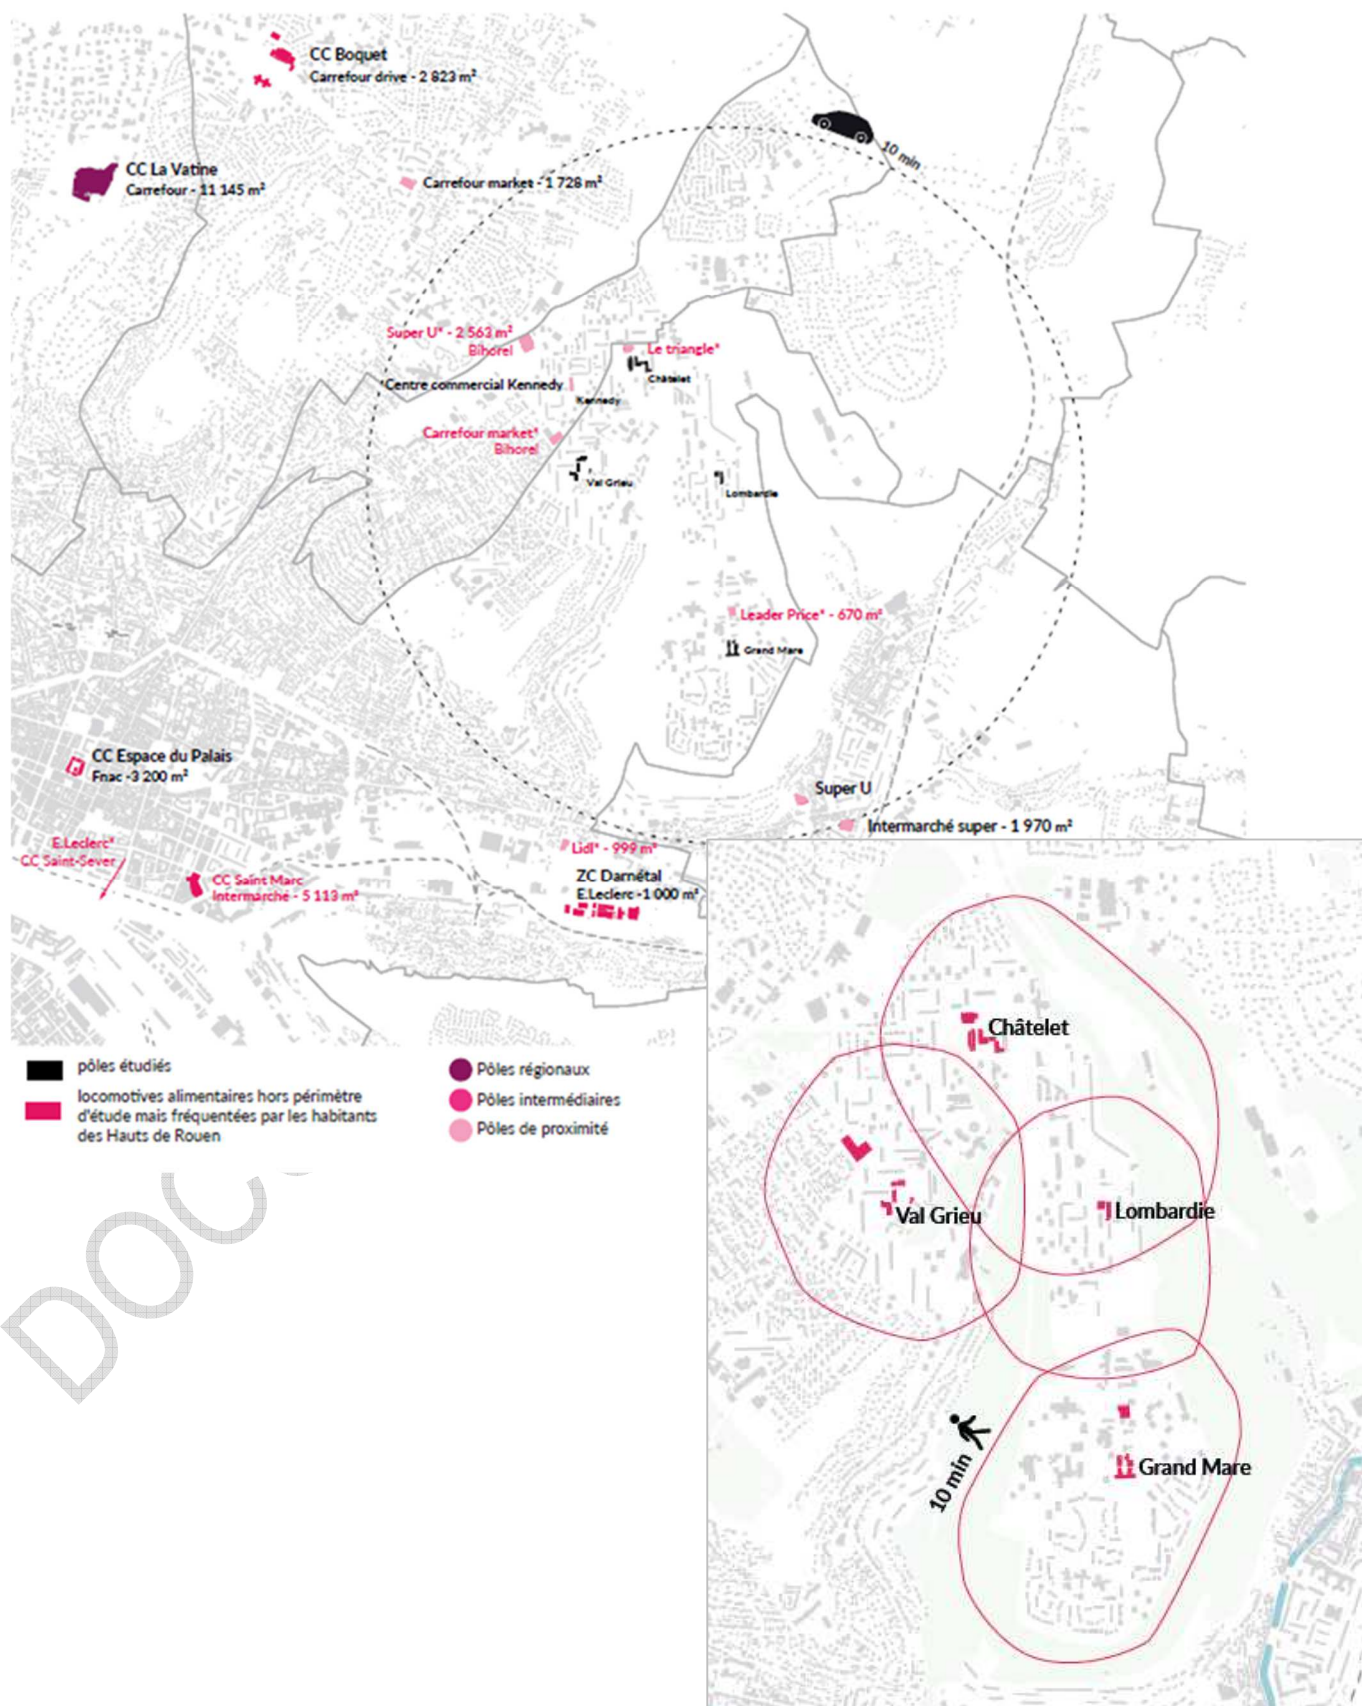 CC Boquet
Carrefour drive - 2 823 m²
10 min
CC La Vatine
Carrefour - 11 145 m²
Carrefour market - 1 728 m²
Super U* - 2 563 m²
Bihorel
Le triangle*
Châtelet
*Centre commercial Kennedy
Kennedy
Carrefour market*
Bihorel
Val Grieu
Lombardie
Leader Price* - 670 m²
Grand Mare
CC Espace du Palais
Fnac -3 200 m²
Super U
Intermarché super - 1 970 m²
E.Leclerc*
CC Saint-Sever
Lidl* - 999 m²
CC Saint Marc
Intermarché - 5 113 m²
ZC Darnétal
E.Leclerc -1 000 m²
pôles étudiés
locomotives alimentaires hors périmètre
d'étude mais fréquentées par les habitants
des Hauts de Rouen
Pôles régionaux
Pôles intermédiaires
Pôles de proximité
Châtelet
Val Grieu
Lombardie
10 min
Grand Mare
DOC